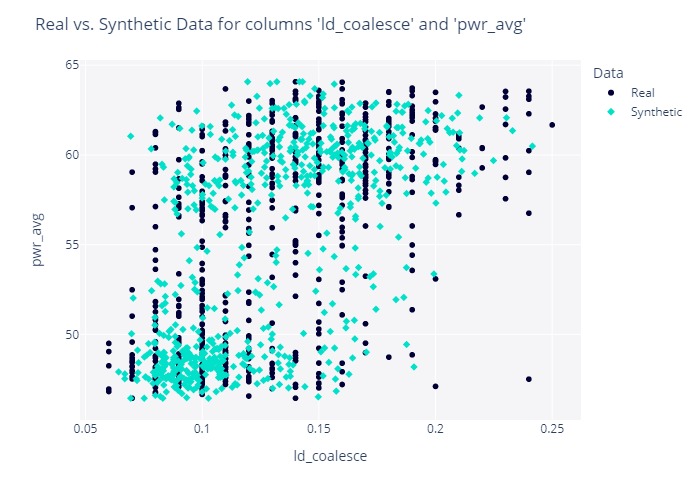 Real vs. Synthetic Data for columns 'ld_coalesce' and 'pwr_avg'
Data
Real
Synthetic
65
60
55
50
pwr_avg
0.05
0.1
0.15
0.2
0.25
ld_coalesce